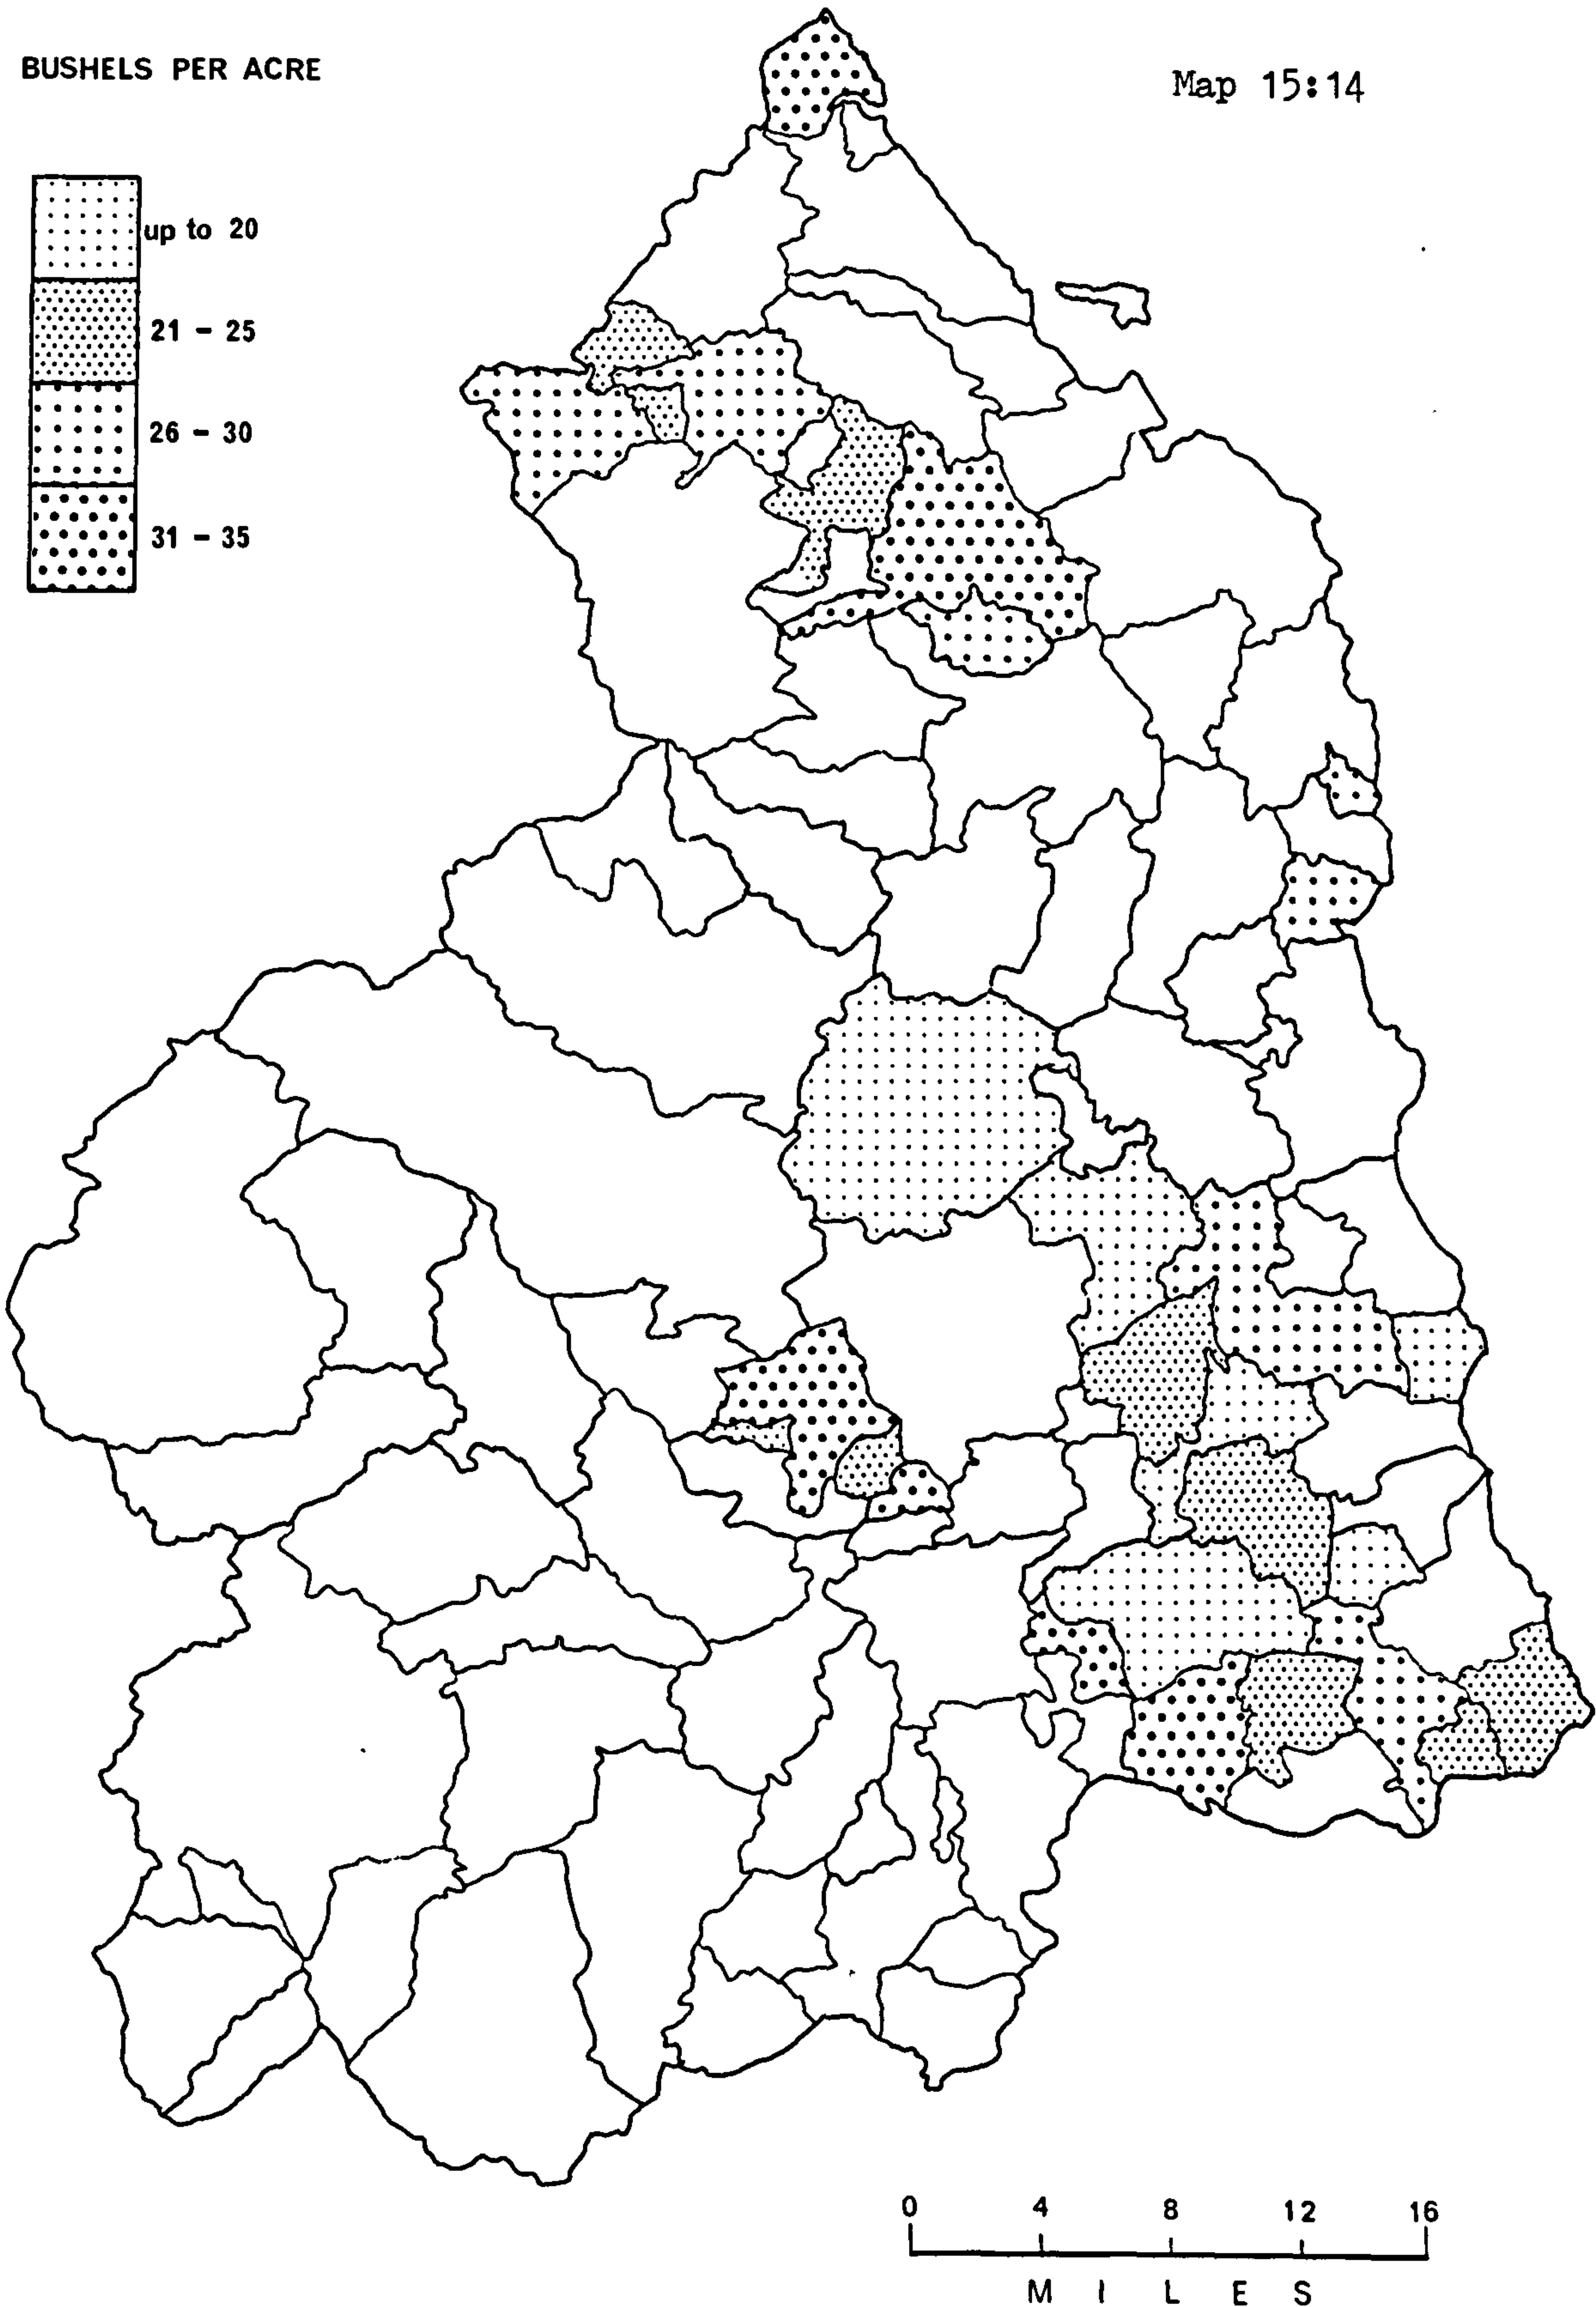 BUSHELS PER ACRE
Map 15:14
up to 20
21 – 25
26 – 30
31 – 35
0 4 8 12 16
MILES